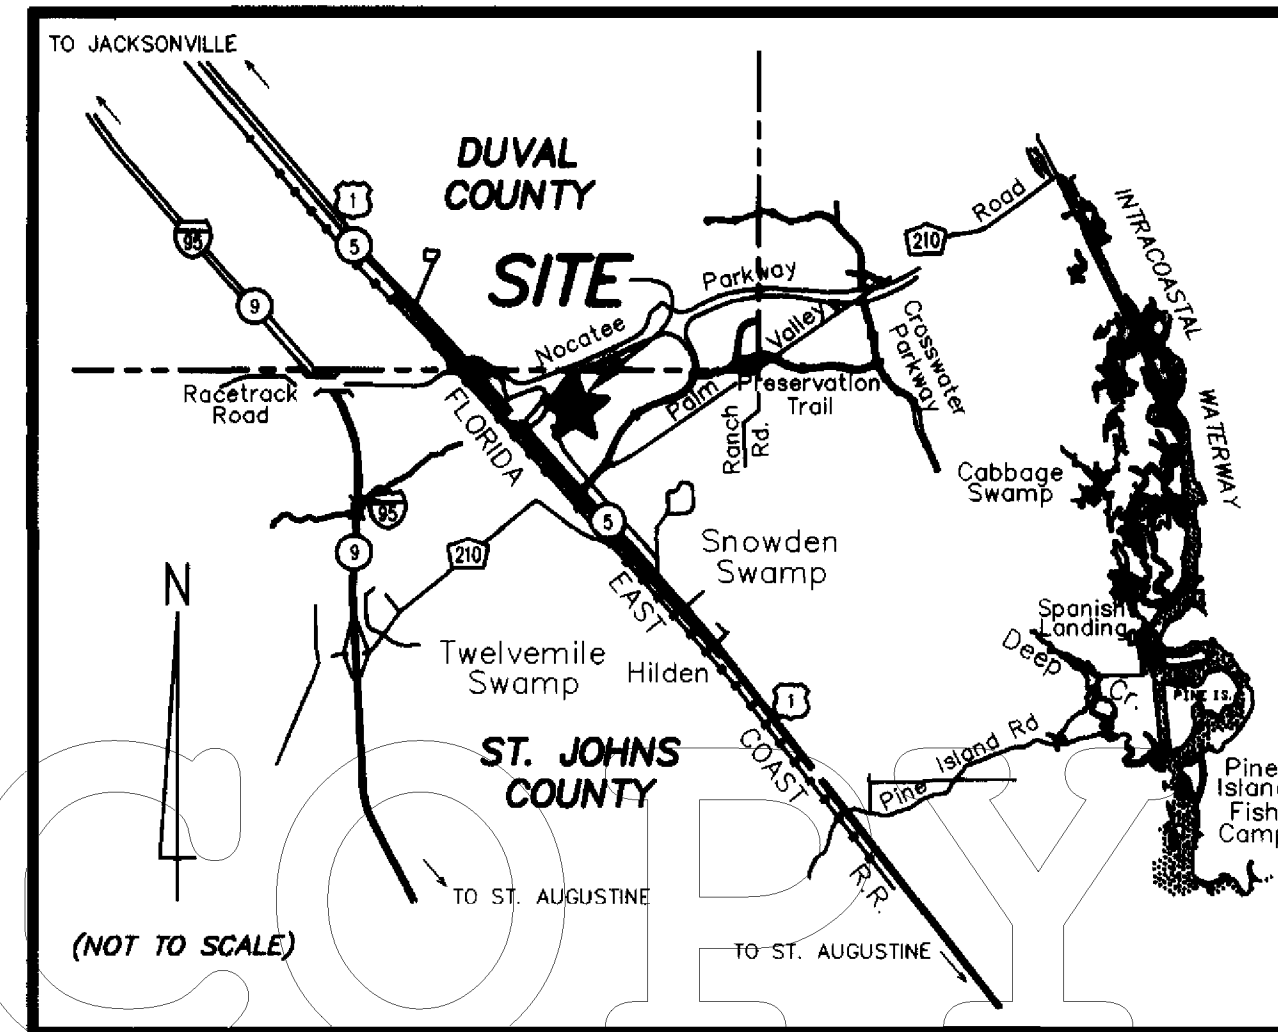 TO JACKSONVILLE
DUVAL
COUNTY
1
5
95
9
SITE
Nocatee
Parkway
210
Road
INTRACOASTAL
WATERWAY
Valley
Palm
Crosswater
Parkway
Preservation
Trail
Ranch
Rd.
Racetrack
Road
FLORIDA
EAST
COAST
R.R.
Cabbage
Swamp
95
9
210
5
Snowden
Swamp
N
Twelvemile
Swamp
Hilden
Spanish
Landing
Deep
Cr.
PINE IS.
1
ST. JOHNS
COUNTY
Pine Island Rd
Pine
Island
Fish
Camp
TO ST. AUGUSTINE
(NOT TO SCALE)
TO ST. AUGUSTINE
COPY